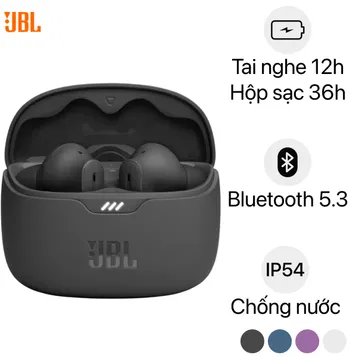 JBL
Tai nghe 12h
Hộp sạc 36h
Bluetooth 5.3
JBL
IP54
Chống nước